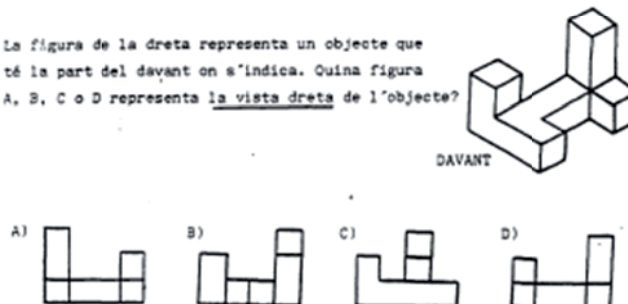 La figura de la dreta representa un objecte que
té la part del davant on s´indica. Quina figura
A, B, C o D representa la vista dreta de l´objecte?
DAVANT
A) B) C) D)